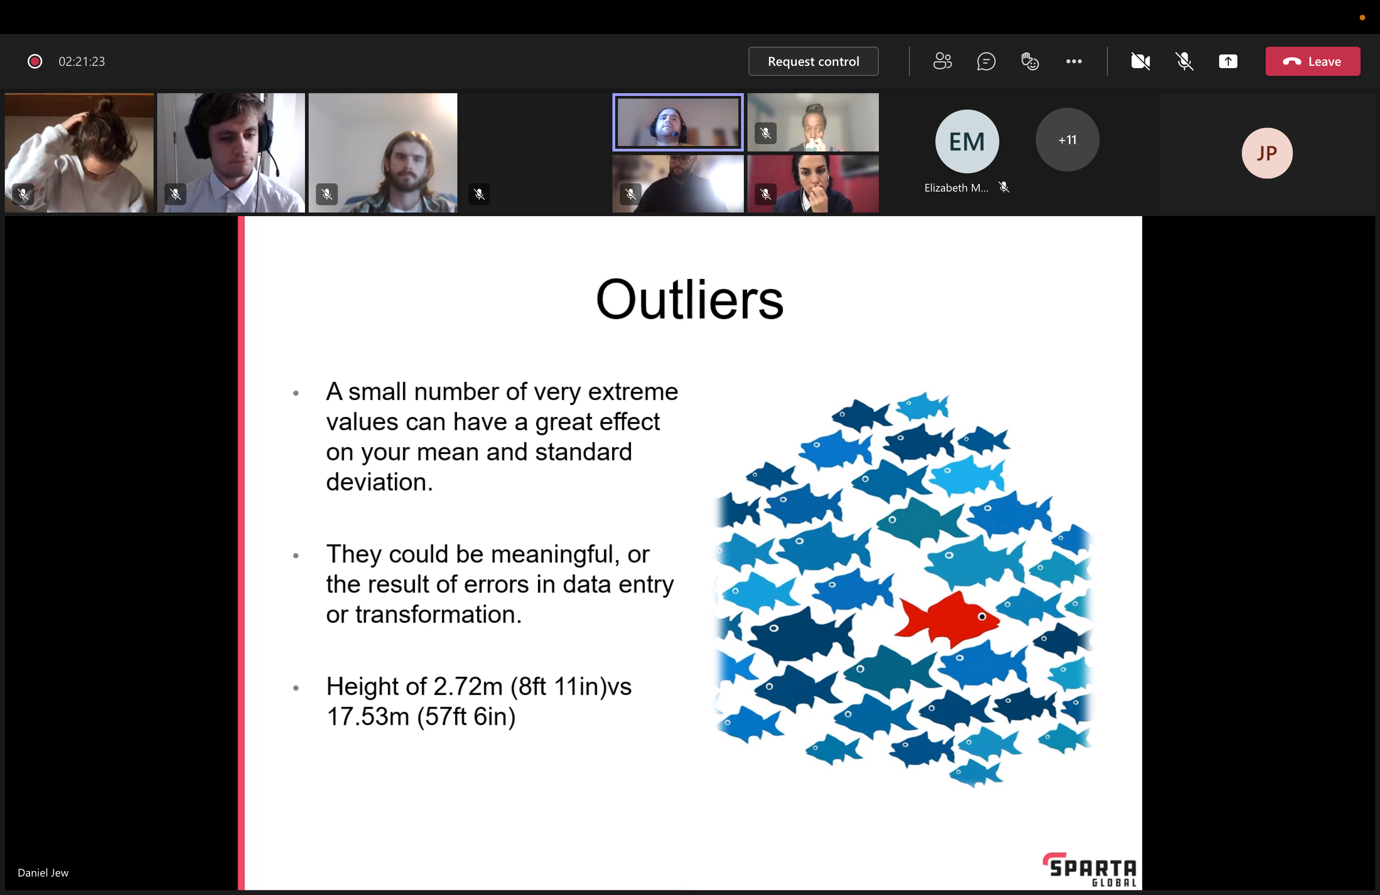 02:21:23
Request control
Leave
EM
+11
JP
Elizabeth M...
Outliers
A small number of very extreme
values can have a great effect
on your mean and standard
deviation.
They could be meaningful, or
the result of errors in data entry
or transformation.
Height of 2.72m (8ft 11in)vs
17.53m (57ft 6in)
Daniel Jew
SPARTA
GLOBAL